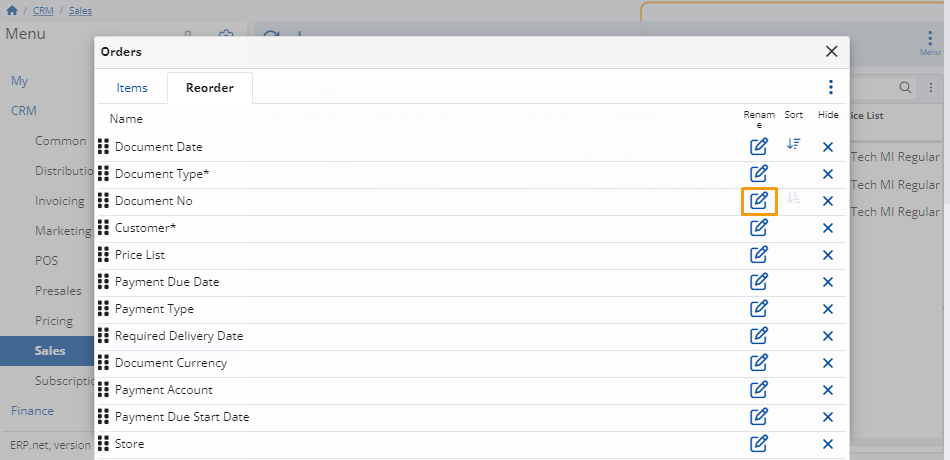 / CRM / Sales
Menu
Menu
Orders
Items
Reorder
My
CRM
Common
Distributio
Invoicing
Marketing
POS
Presales
Pricing
Sales
Subscriptic
Finance
ERP.net, version
Name
Renam
e
Sort
Hide
Document Date
Document Type*
Document No
Customer*
Price List
Payment Due Date
Payment Type
Required Delivery Date
Document Currency
Payment Account
Payment Due Start Date
Store
ice List
Tech MI Regular
Tech MI Regular
Tech MI Regular